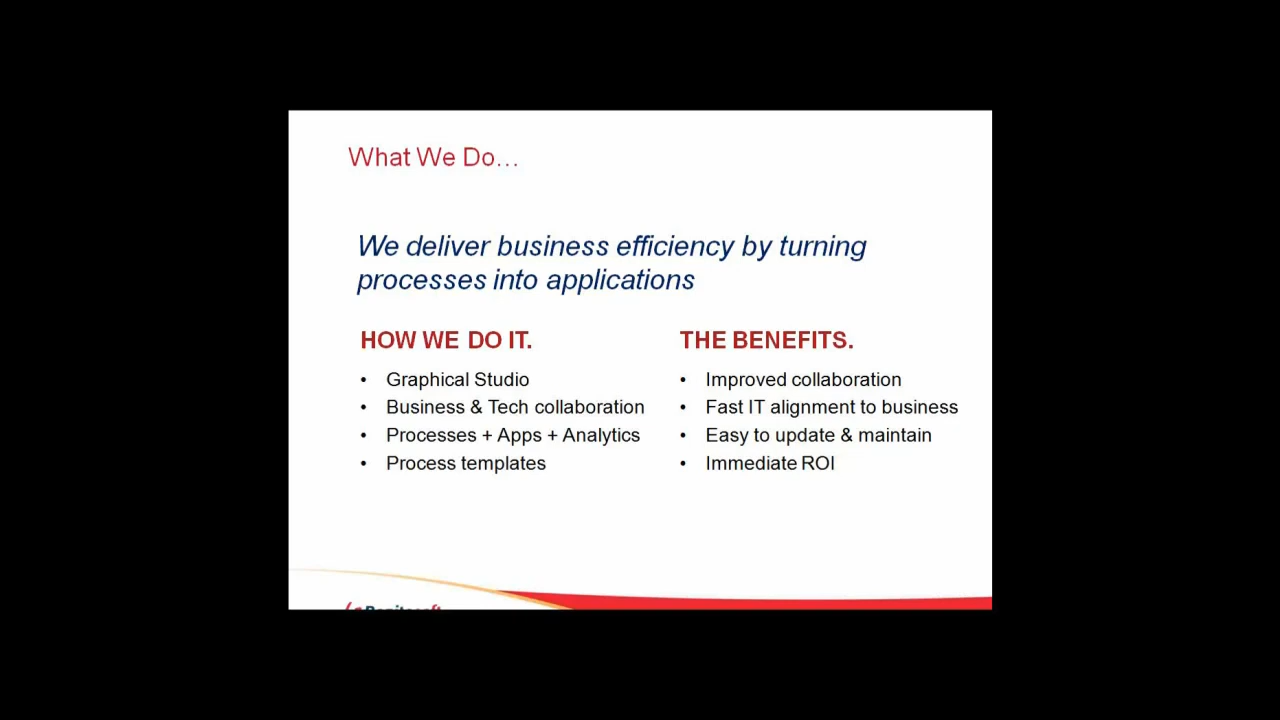 What We Do...
We deliver business efficiency by turning
processes into applications
HOW WE DO IT.
• Graphical Studio
• Business & Tech collaboration
• Processes + Apps + Analytics
• Process templates
THE BENEFITS.
• Improved collaboration
• Fast IT alignment to business
• Easy to update & maintain
• Immediate ROI